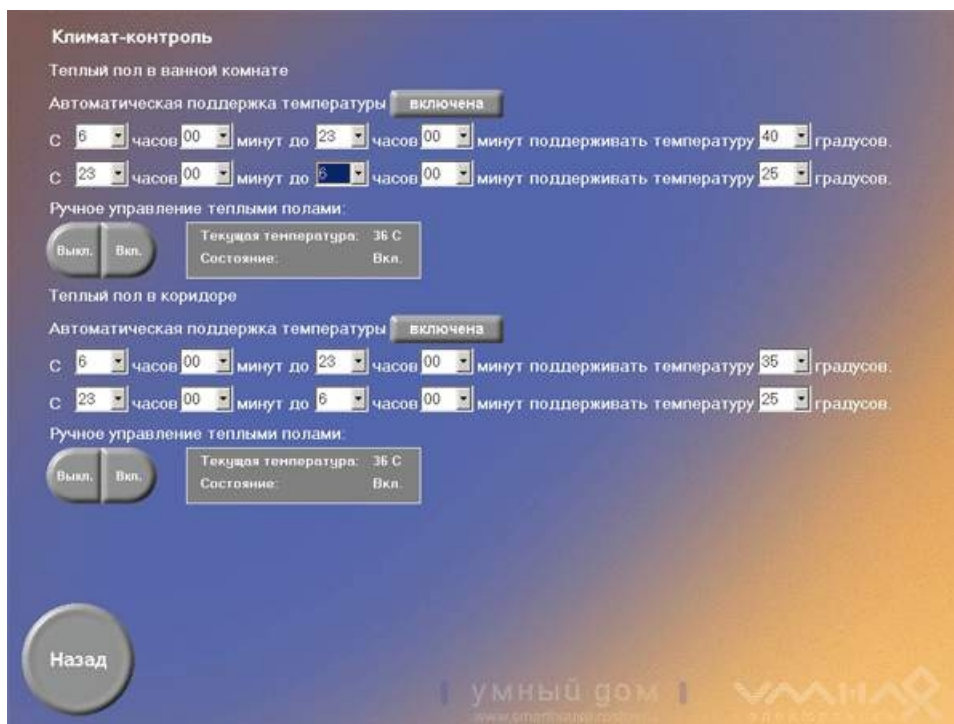 Климат-контроль
Теплый пол в ванной комнате
Автоматическая поддержка температуры включена
С 6 часов 00 минут до 23 часов 00 минут поддерживать температуру 40 градусов.
С 23 часов 00 минут до 6 часов 00 минут поддерживать температуру 25 градусов.
Ручное управление теплыми полами:
Выкл. Вкл. Текущая температура: 36 С
Состояние: Вкл.
Теплый пол в коридоре
Автоматическая поддержка температуры включена
С 6 часов 00 минут до 23 часов 00 минут поддерживать температуру 35 градусов.
С 23 часов 00 минут до 6 часов 00 минут поддерживать температуру 25 градусов.
Ручное управление теплыми полами:
Выкл. Вкл. Текущая температура: 36 С
Состояние: Вкл.
Назад
умный дом